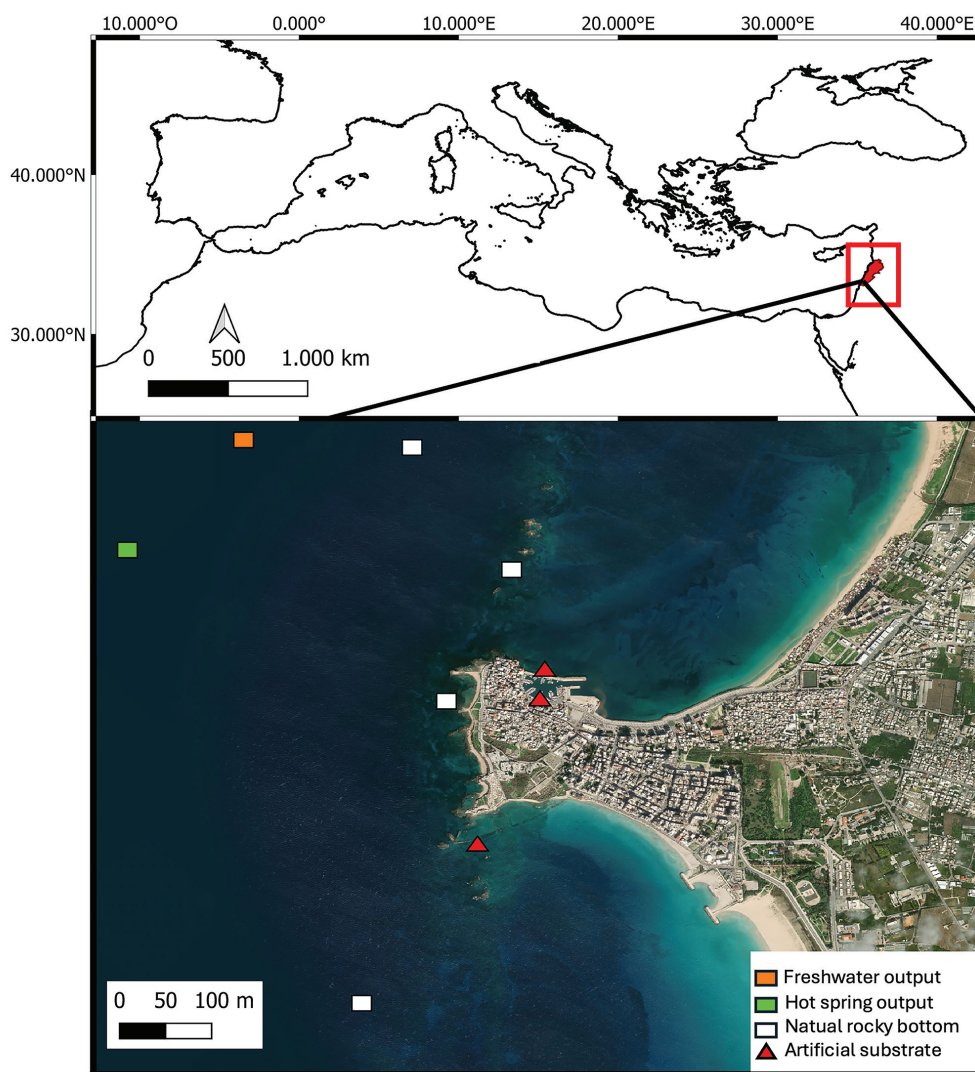 10.000°O 0.000° 10.000°E 20.000°E 30.000°E 40.000°E
40.000°N
30.000°N
0 500 1.000 km
0 50 100 m
Freshwater output
Hot spring output
Natual rocky bottom
Artificial substrate